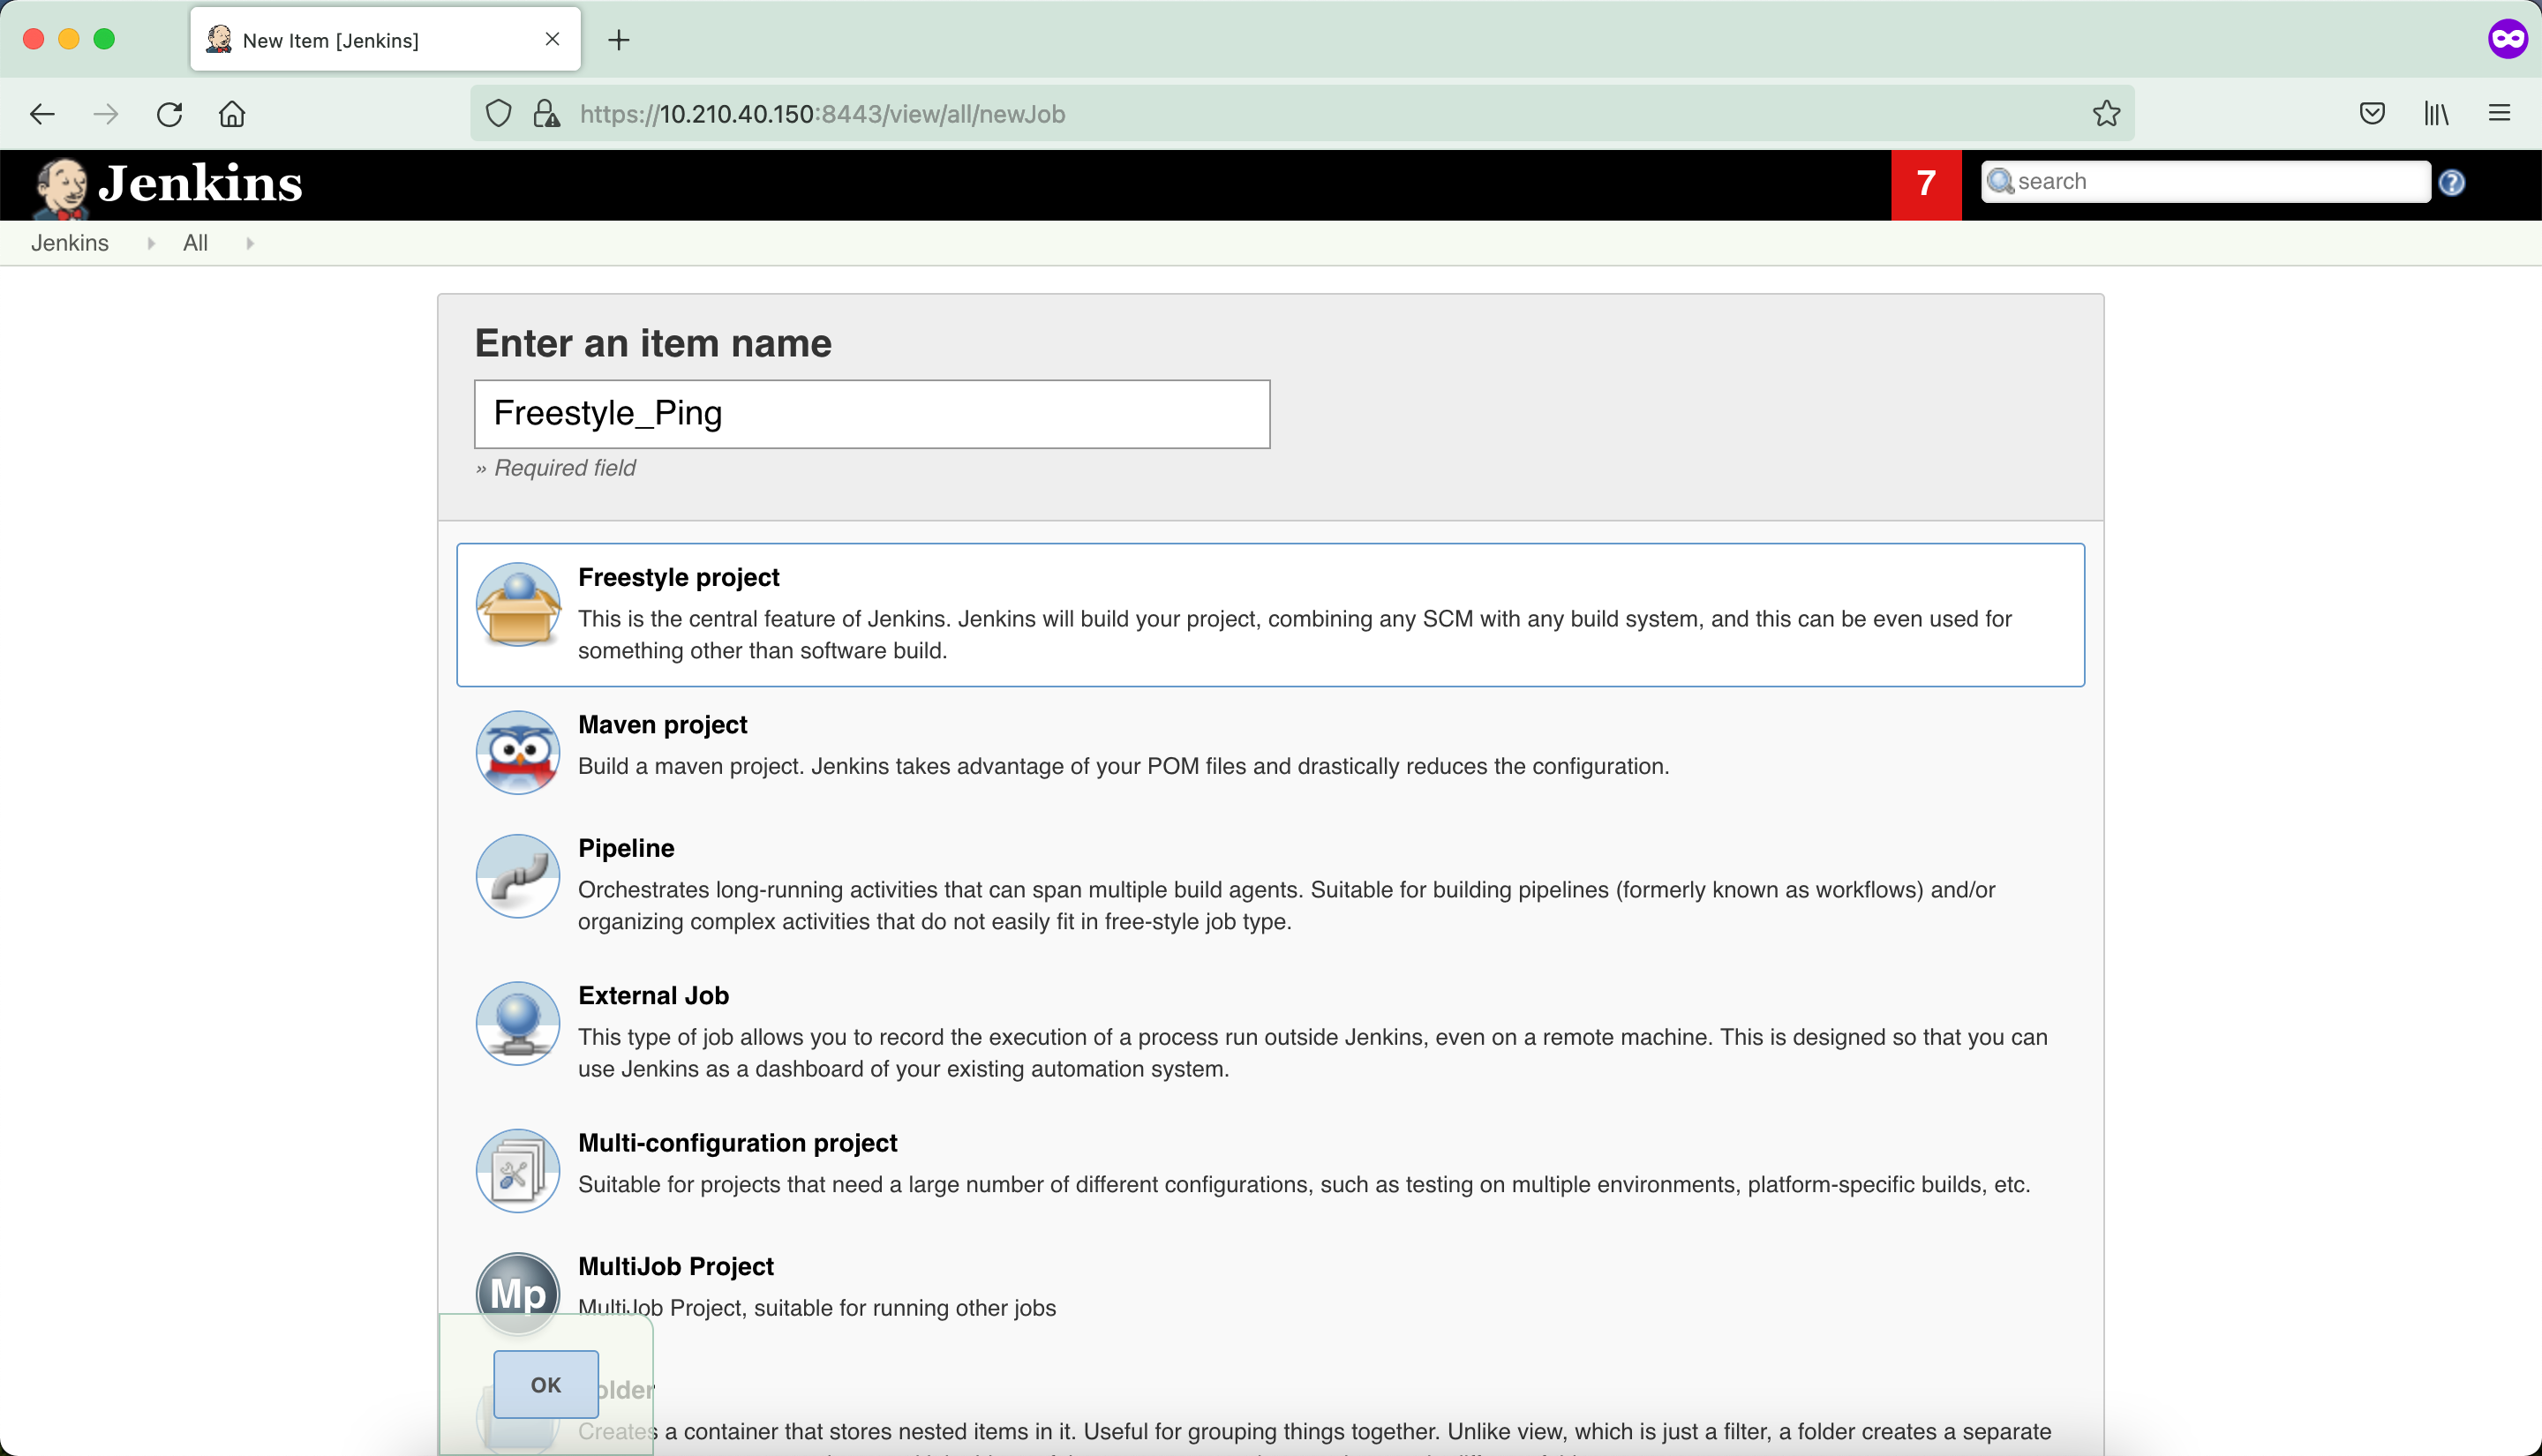 New Item [Jenkins]
https://10.210.40.150:8443/view/all/newJob
Jenkins
7
search
?
Jenkins
All
Enter an item name
Freestyle_Ping
» Required field
Freestyle project
This is the central feature of Jenkins. Jenkins will build your project, combining any SCM with any build system, and this can be even used for
something other than software build.
Maven project
Build a maven project. Jenkins takes advantage of your POM files and drastically reduces the configuration.
Pipeline
Orchestrates long-running activities that can span multiple build agents. Suitable for building pipelines (formerly known as workflows) and/or
organizing complex activities that do not easily fit in free-style job type.
External Job
This type of job allows you to record the execution of a process run outside Jenkins, even on a remote machine. This is designed so that you can
use Jenkins as a dashboard of your existing automation system.
Multi-configuration project
Suitable for projects that need a large number of different configurations, such as testing on multiple environments, platform-specific builds, etc.
Mp
MultiJob Project
MultiJob Project, suitable for running other jobs
OK
older
Creates a container that stores nested items in it. Useful for grouping things together. Unlike view, which is just a filter, a folder creates a separate